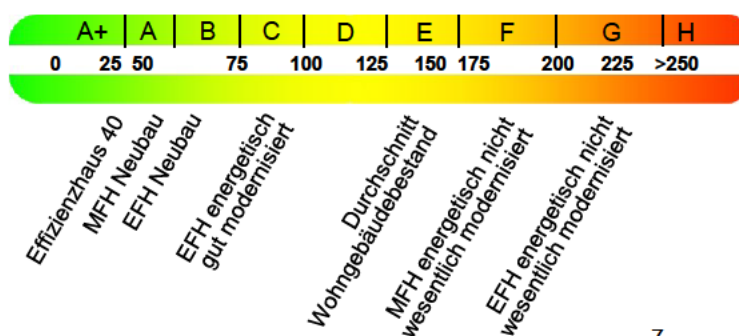 A+ A B C D E F G H
0 25 50 75 100 125 150 175 200 225 >250
Effizienzhaus 40
MFH Neubau
EFH Neubau
EFH energetisch
gut modernisiert
Durchschnitt
Wohngebäudebestand
MFH energetisch nicht
wesentlich modernisiert
EFH energetisch nicht
wesentlich modernisiert
7